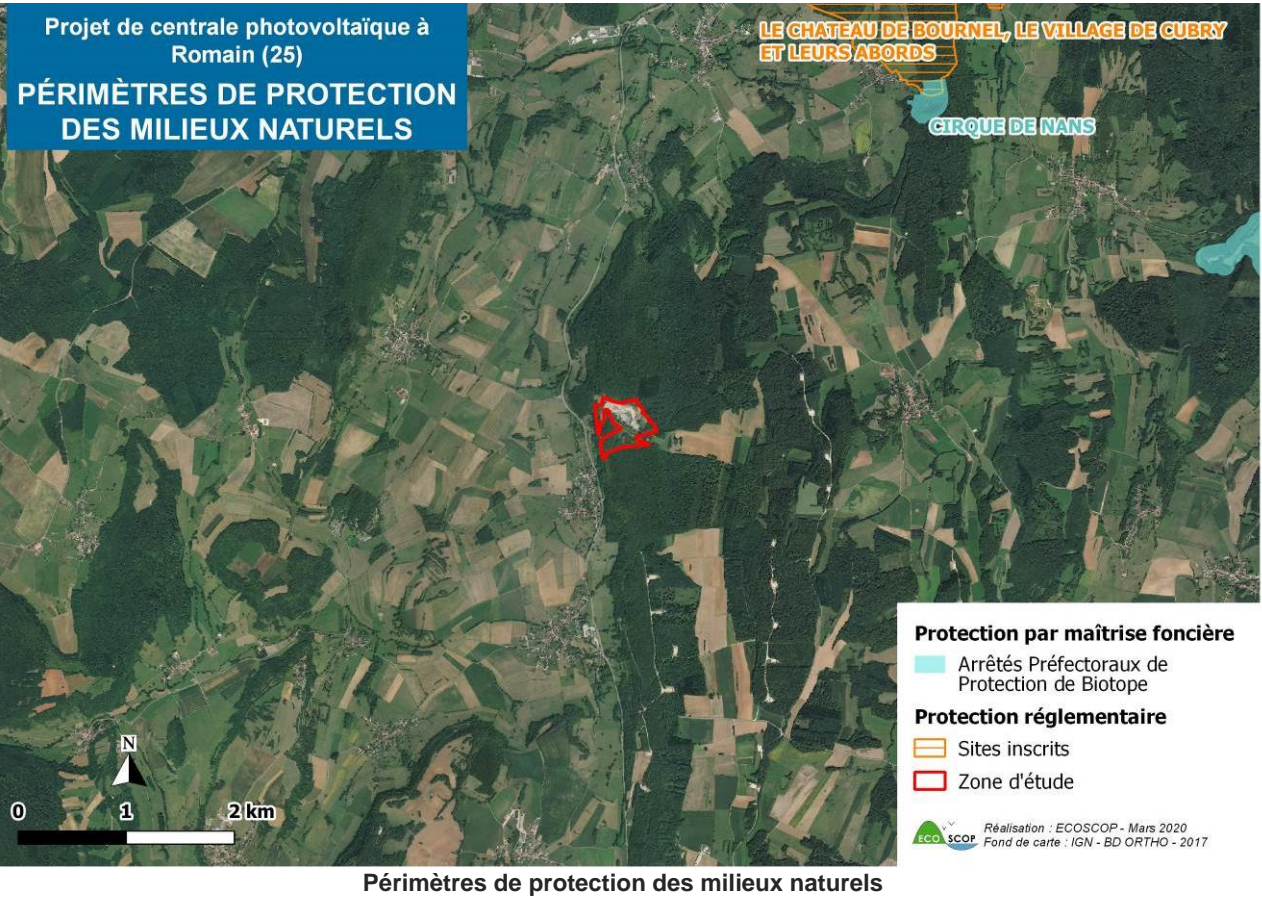 Projet de centrale photovoltaïque à
Romain (25)
PÉRIMÈTRES DE PROTECTION
DES MILIEUX NATURELS
LE CHATEAU DE BOURNEL, LE VILLAGE DE CUBRY
ET LEURS ABORDS
CIRQUE DE NANS
N
0 1 2 km
Protection par maîtrise foncière
Arrêtés Préfectoraux de
Protection de Biotope
Protection réglementaire
Sites inscrits
Zone d'étude
ECO SCOP
Réalisation : ECOSCOP - Mars 2020
Fond de carte : IGN - BD ORTHO - 2017
Périmètres de protection des milieux naturels